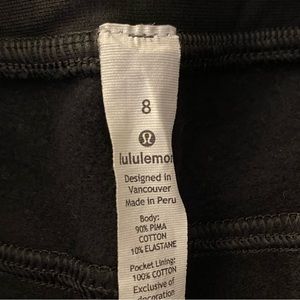 8
lululemon
Designed in
Vancouver
Made in Peru
Body:
90% PIMA
COTTON
10% ELASTANE
Pocket Lining:
100% COTTON
Exclusive of
decoration